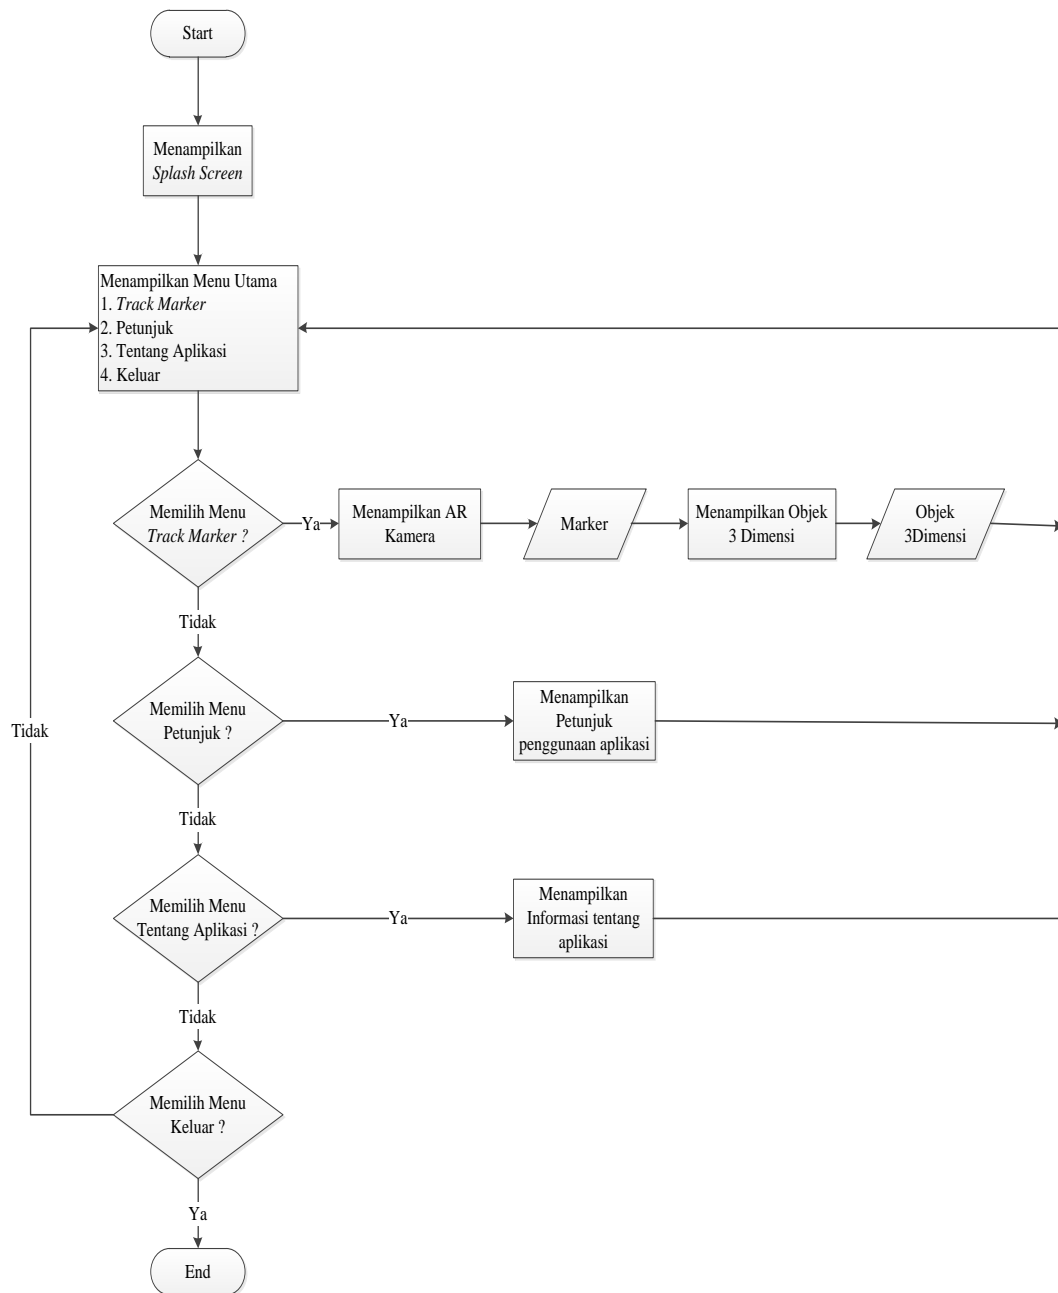 Start
Menampilkan
Splash Screen
Menampilkan Menu Utama
1. Track Marker
2. Petunjuk
3. Tentang Aplikasi
4. Keluar
Memilih Menu
Track Marker ?
Ya
Menampilkan AR
Kamera
Marker
Menampilkan Objek
3 Dimensi
Objek
3Dimensi
Tidak
Memilih Menu
Petunjuk ?
Ya
Menampilkan
Petunjuk
penggunaan aplikasi
Tidak
Tidak
Memilih Menu
Tentang Aplikasi ?
Ya
Menampilkan
Informasi tentang
aplikasi
Tidak
Memilih Menu
Keluar ?
Ya
End